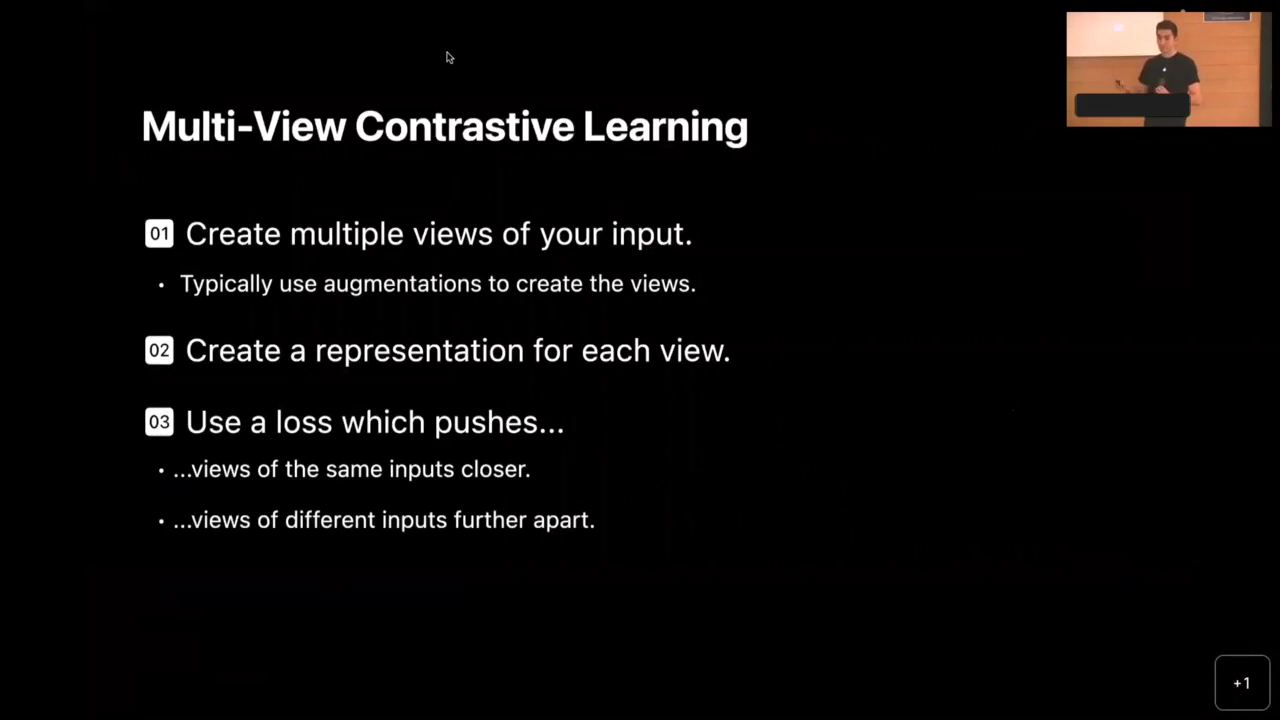 Multi-View Contrastive Learning
01 Create multiple views of your input.
• Typically use augmentations to create the views.
02 Create a representation for each view.
03 Use a loss which pushes...
• ...views of the same inputs closer.
• ...views of different inputs further apart.
+1